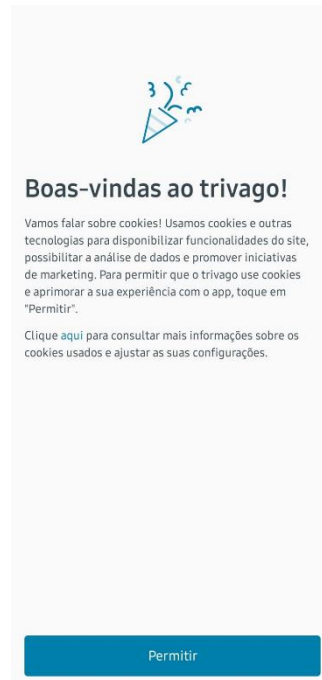 Boas-vindas ao trivago!
Vamos falar sobre cookies! Usamos cookies e outras
tecnologias para disponibilizar funcionalidades do site,
possibilitar a análise de dados e promover iniciativas
de marketing. Para permitir que o trivago use cookies
e aprimorar a sua experiência com o app, toque em
"Permitir".
Clique aqui para consultar mais informações sobre os
cookies usados e ajustar as suas configurações.
Permitir